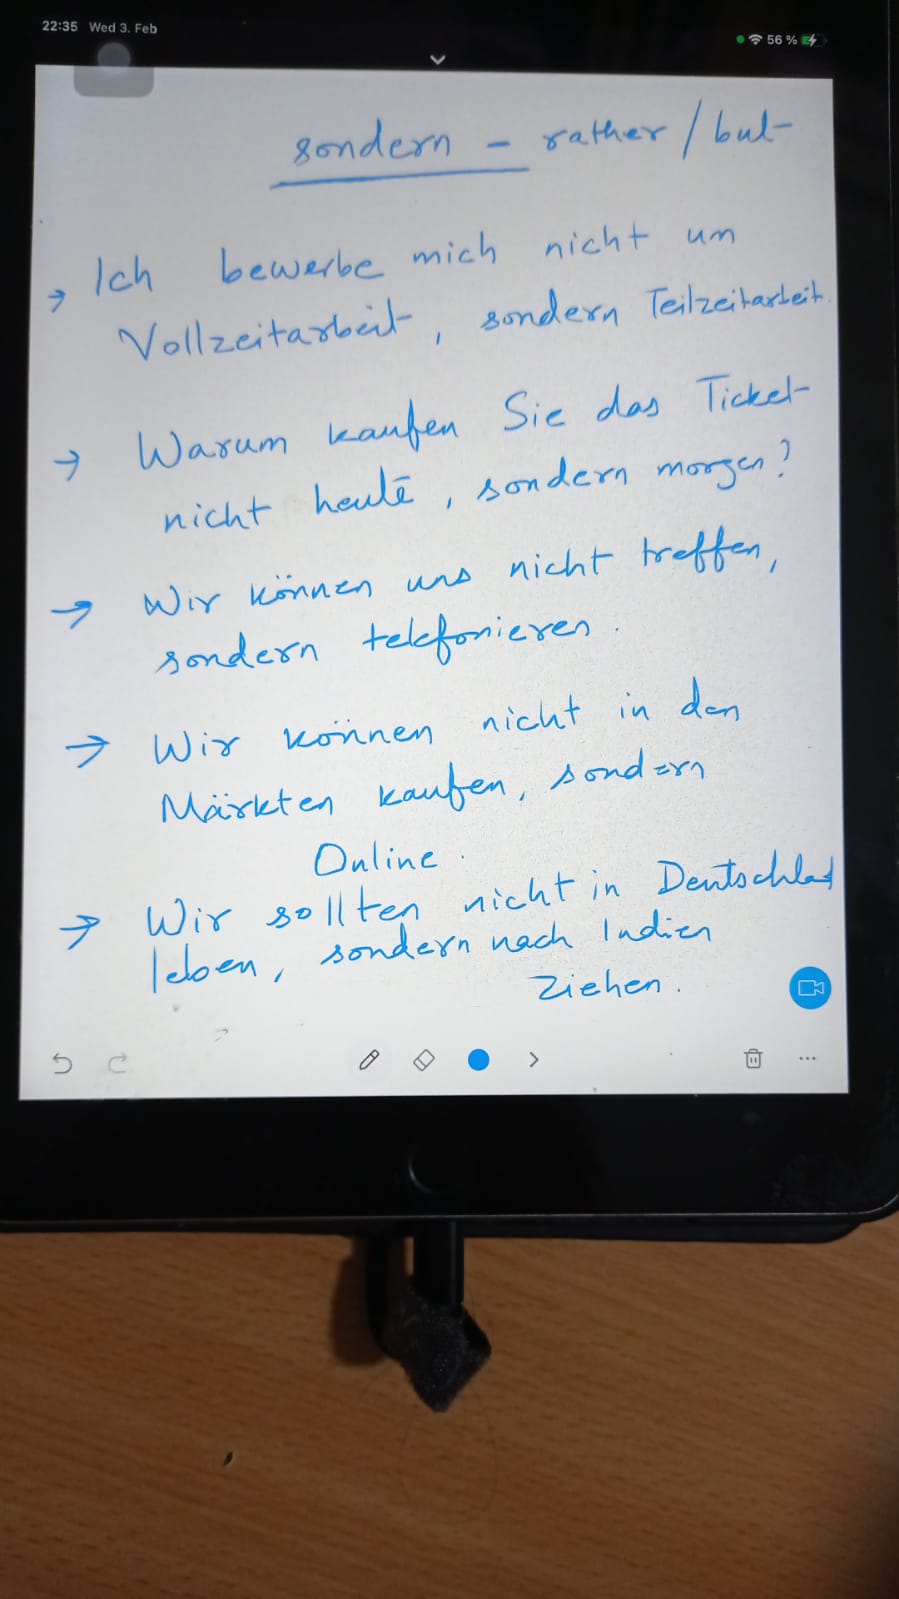 22:35 Wed 3. Feb
56 %
sondern - rather / but
→ Ich bewerbe mich nicht um
Vollzeitarbeit, sondern Teilzeitarbeit.
→ Warum kaufen Sie das Ticket
nicht heute, sondern morgen?
→ Wir können uns nicht treffen,
sondern telefonieren.
→ Wir können nicht in den
Märkten kaufen, sondern
Online.
→ Wir sollten nicht in Deutschlad
leben, sondern nach Indien
ziehen.